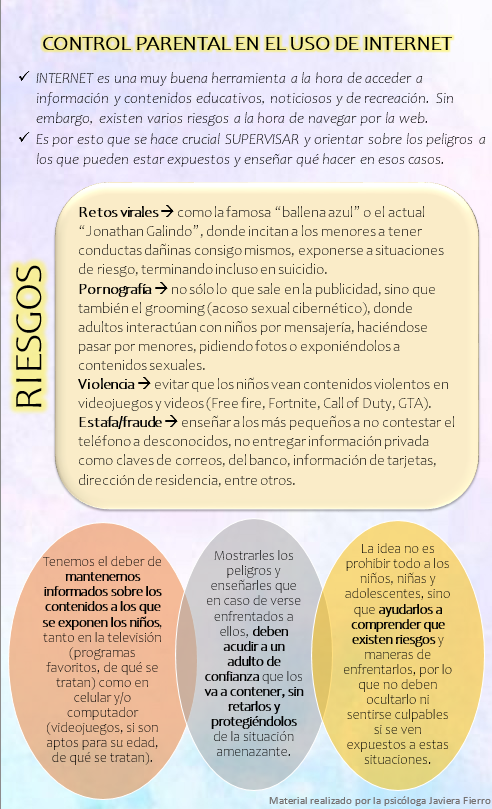 CONTROL PARENTAL EN EL USO DE INTERNET
✓ INTERNET es una muy buena herramienta a la hora de acceder a
información y contenidos educativos, noticiosos y de recreación. Sin
embargo, existen varios riesgos a la hora de navegar por la web.
✓ Es por esto que se hace crucial SUPERVISAR y orientar sobre los peligros a
los que pueden estar expuestos y enseñar qué hacer en esos casos.
RIESGOS
Retos virales → como la famosa “ballena azul” o el actual
“Jonathan Galindo”, donde incitan a los menores a tener
conductas dañinas consigo mismos, exponerse a situaciones
de riesgo, terminando incluso en suicidio.
Pornografía → no sólo lo que sale en la publicidad, sino que
también el grooming (acoso sexual cibernético), donde
adultos interactúan con niños por mensajería, haciéndose
pasar por menores, pidiendo fotos o exponiéndolos a
contenidos sexuales.
Violencia → evitar que los niños vean contenidos violentos en
videojuegos y videos (Free fire, Fortnite, Call of Duty, GTA).
Estafa/fraude → enseñar a los más pequeños a no contestar el
teléfono a desconocidos, no entregar información privada
como claves de correos, del banco, información de tarjetas,
dirección de residencia, entre otros.
Tenemos el deber de
mantenernos
informados sobre los
contenidos a los que
se exponen los niños,
tanto en la televisión
(programas
favoritos, de qué se
tratan) como en
celular y/o
computador
(videojuegos, si son
aptos para su edad,
de qué se tratan).
Mostrarles los
peligros y
enseñarles que
en caso de verse
enfrentados a
ellos, deben
acudir a un
adulto de
confianza que los
va a contener, sin
retarlos y
protegiéndolos
de la situación
amenazante.
La idea no es
prohibir todo a los
niños, niñas y
adolescentes, sino
que ayudarlos a
comprender que
existen riesgos y
maneras de
enfrentarlos, por lo
que no deben
ocultarlo ni
sentirse culpables
si se ven
expuestos a estas
situaciones.
Material realizado por la psicóloga Javiera Fierro